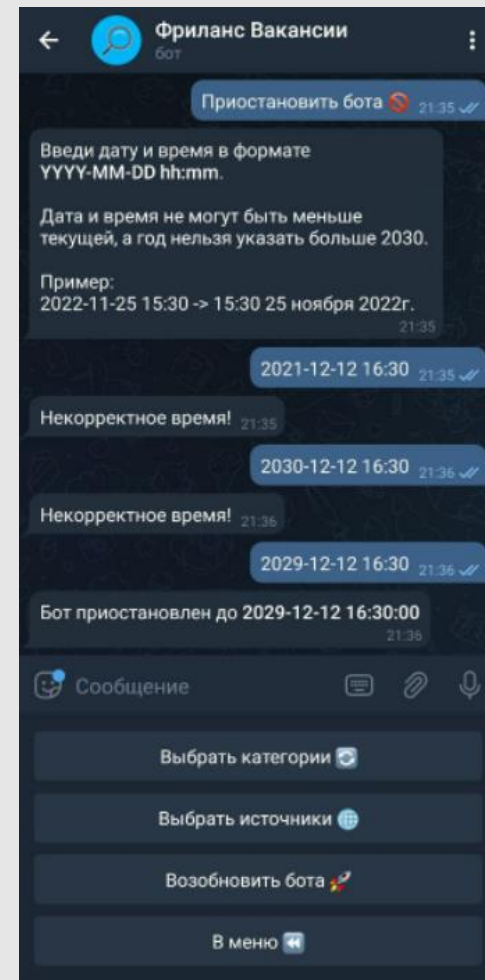 Фриланс Вакансии
бот
Приостановить бота 🚫 21:35
Введи дату и время в формате
YYYY-MM-DD hh:mm.
Дата и время не могут быть меньше
текущей, а год нельзя указать больше 2030.
Пример:
2022-11-25 15:30 -> 15:30 25 ноября 2022г.
21:35
2021-12-12 16:30 21:35
Некорректное время! 21:35
2030-12-12 16:30 21:36
Некорректное время! 21:36
2029-12-12 16:30 21:36
Бот приостановлен до 2029-12-12 16:30:00
21:36
Сообщение
Выбрать категории 🔄
Выбрать источники 🌐
Возобновить бота 🚀
В меню ⏪